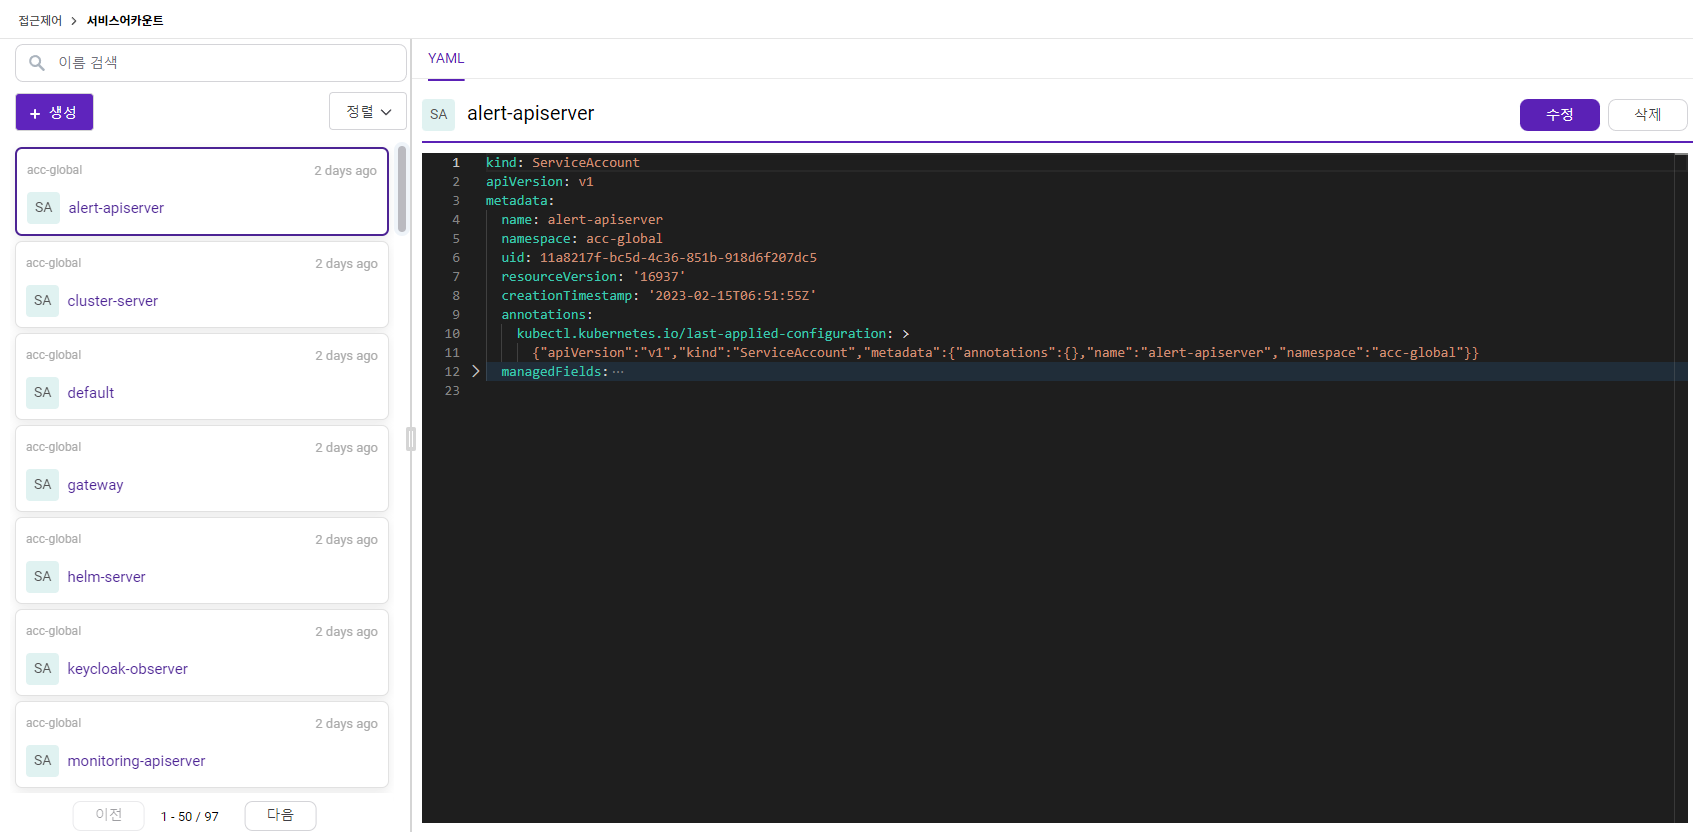 접근제어 > 서비스어카운트
이름 검색
+ 생성
정렬
acc-global 2 days ago
SA alert-apiserver
acc-global 2 days ago
SA cluster-server
acc-global 2 days ago
SA default
acc-global 2 days ago
SA gateway
acc-global 2 days ago
SA helm-server
acc-global 2 days ago
SA keycloak-observer
acc-global 2 days ago
SA monitoring-apiserver
이전 1 - 50 / 97 다음
YAML
SA alert-apiserver 수정 삭제
1 kind: ServiceAccount
2 apiVersion: v1
3 metadata:
4 name: alert-apiserver
5 namespace: acc-global
6 uid: 11a8217f-bc5d-4c36-851b-918d6f207dc5
7 resourceVersion: '16937'
8 creationTimestamp: '2023-02-15T06:51:55Z'
9 annotations:
10 kubectl.kubernetes.io/last-applied-configuration: >
11 {"apiVersion":"v1","kind":"ServiceAccount","metadata":{"annotations":{},"name":"alert-apiserver","namespace":"acc-global"}}
12 managedFields:⋯
23